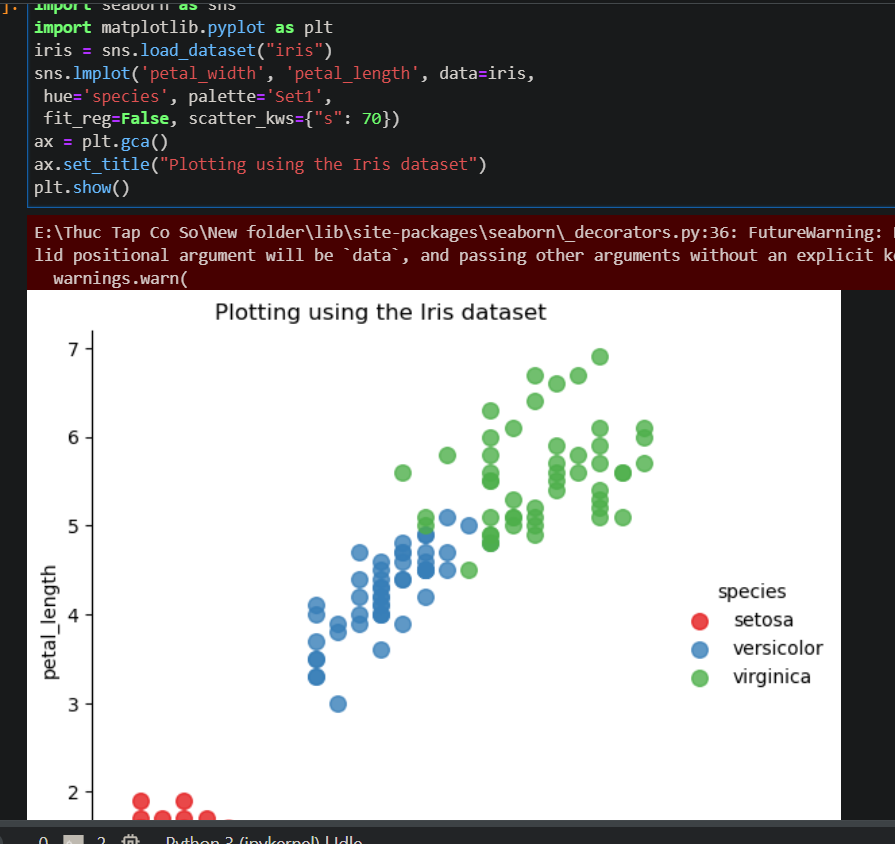 ]: import seaborn as sns
import matplotlib.pyplot as plt
iris = sns.load_dataset("iris")
sns.lmplot('petal_width', 'petal_length', data=iris,
 hue='species', palette='Set1',
 fit_reg=False, scatter_kws={"s": 70})
ax = plt.gca()
ax.set_title("Plotting using the Iris dataset")
plt.show()
E:\Thuc Tap Co So\New folder\lib\site-packages\seaborn\_decorators.py:36: FutureWarning:
lid positional argument will be `data`, and passing other arguments without an explicit
  warnings.warn(
Plotting using the Iris dataset
7
6
5
4
3
2
petal_length
species
setosa
versicolor
virginica
0 2 Python 3 (ipykernel) | Idle